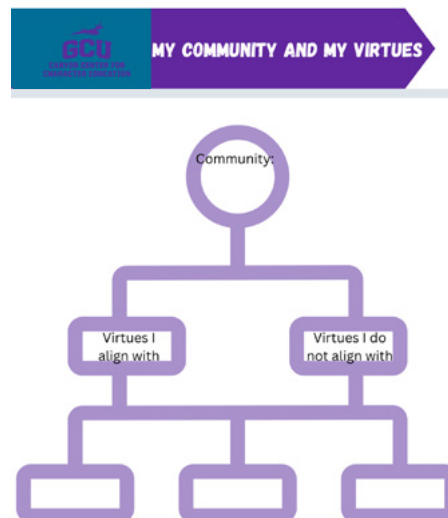 GCU
CANYON CENTER FOR
CHARACTER EDUCATION
MY COMMUNITY AND MY VIRTUES
Community:
Virtues I
align with
Virtues I do
not align with